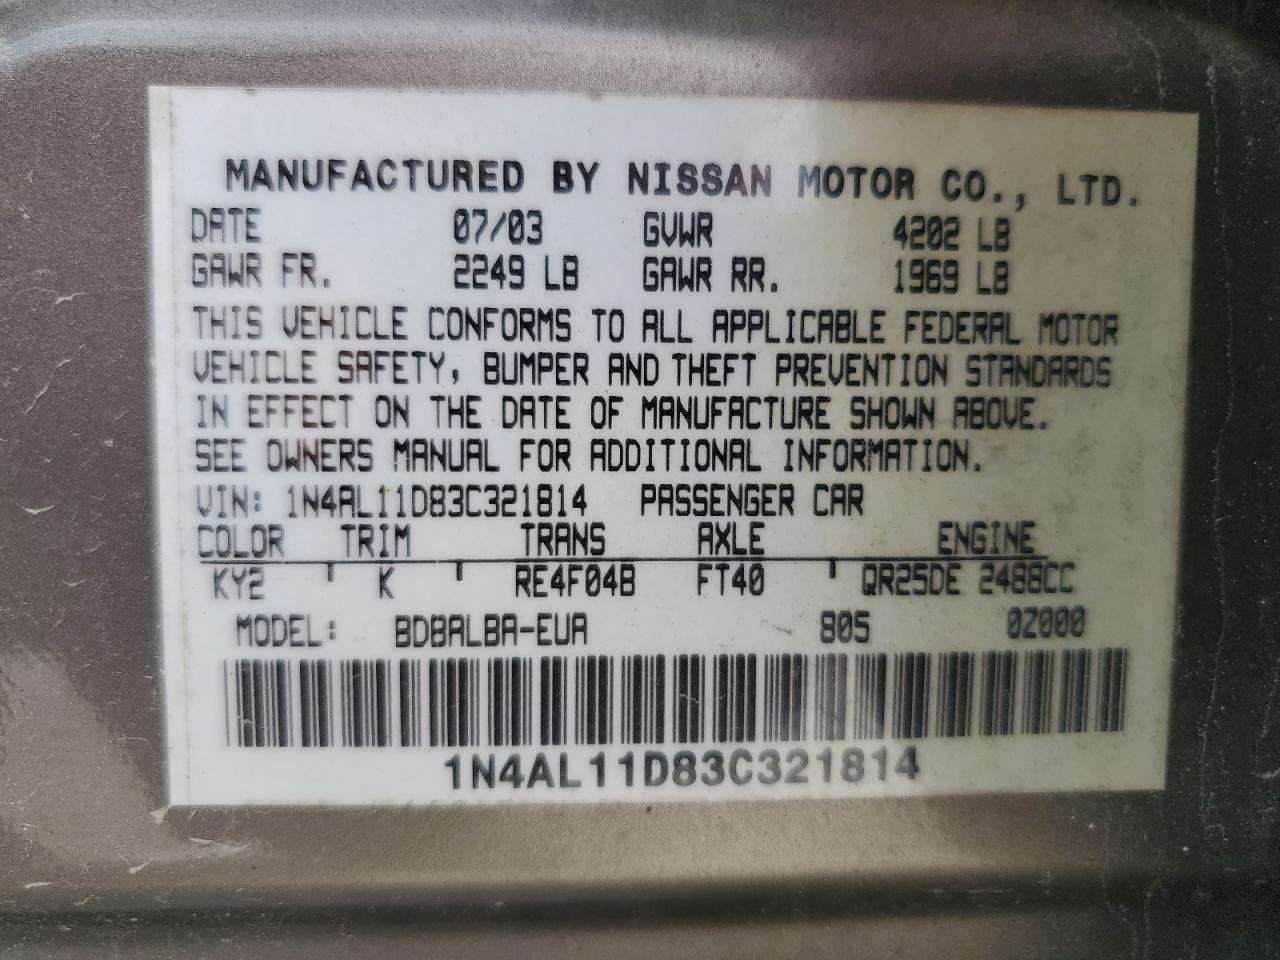 MANUFACTURED BY NISSAN MOTOR CO., LTD.
DATE 07/03 GVWR 4202 LB
GAWR FR. 2249 LB GAWR RR. 1969 LB
THIS VEHICLE CONFORMS TO ALL APPLICABLE FEDERAL MOTOR
VEHICLE SAFETY, BUMPER AND THEFT PREVENTION STANDARDS
IN EFFECT ON THE DATE OF MANUFACTURE SHOWN ABOVE.
SEE OWNERS MANUAL FOR ADDITIONAL INFORMATION.
VIN: 1N4AL11D83C321814 PASSENGER CAR
COLOR TRIM TRANS AXLE ENGINE
KY2 K RE4F04B FT40 QR25DE 2488CC
MODEL: BDBALBA-EUA 805 0Z000
1N4AL11D83C321814